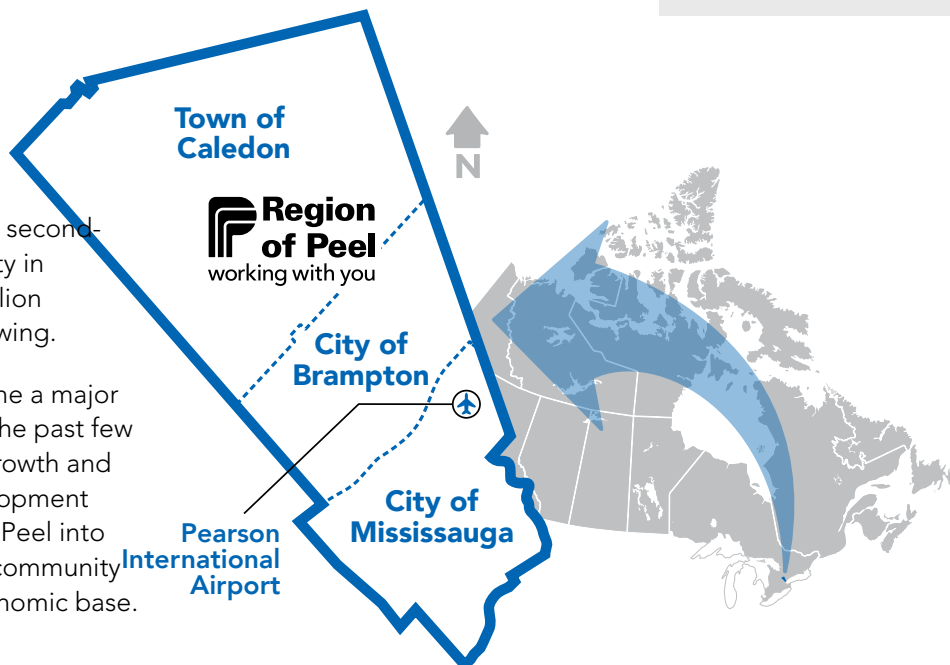 second-
ty in
lion
wing.
ne a major
he past few
rowth and
opment
Peel into
community
nomic base.
Town of
Caledon
Region
of Peel
working with you
N
City of
Brampton
City of
Mississauga
Pearson
International
Airport